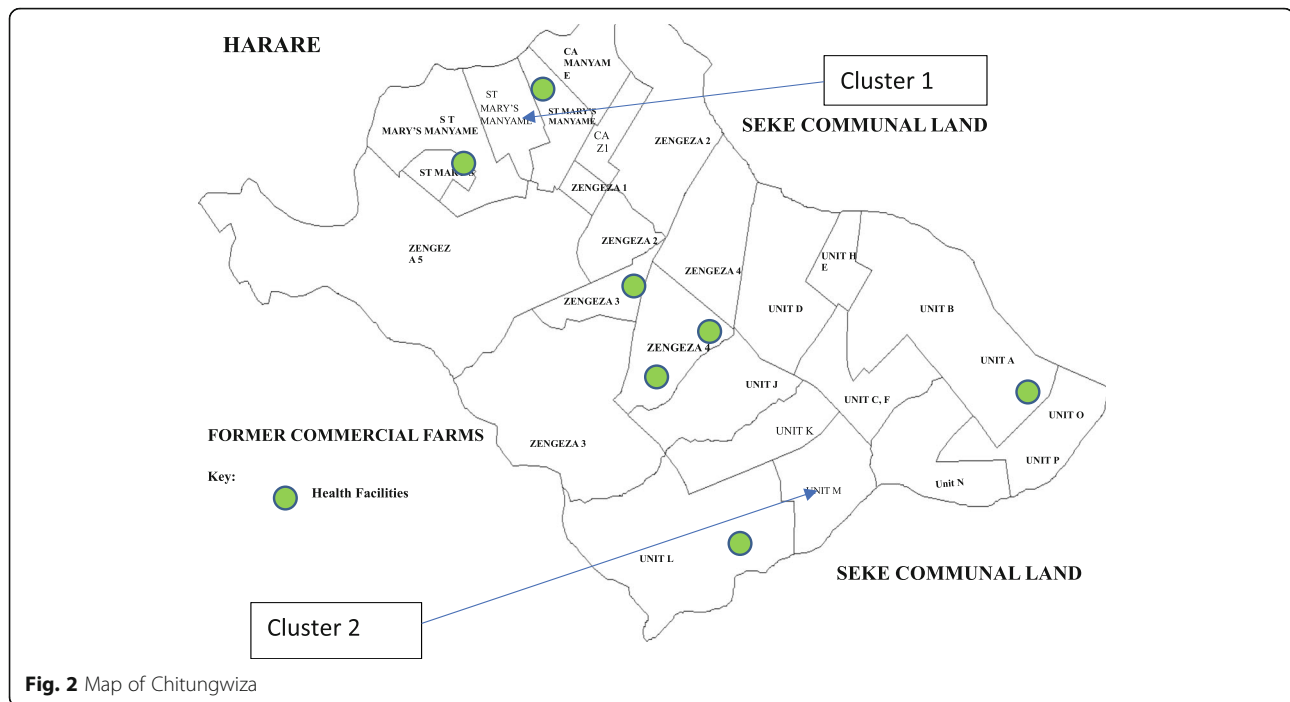 HARARE
CA
MANYAM
E
Cluster 1
ST
MARY'S
MANYAME
ST MARY'S
MANYAME
SEKE COMMUNAL LAND
S T
MARY'S MANYAME
CA
Z1
ZENGEZA 2
ST MARY'S
ZENGEZA 1
ZENGEZA 2
ZENGEZ
A 5
UNIT H
E
ZENGEZA 4
ZENGEZA 3
UNIT D
UNIT B
ZENGEZA 4
UNIT A
UNIT J
UNIT C, F
UNIT O
FORMER COMMERCIAL FARMS
ZENGEZA 3
UNIT K
UNIT P
Key:
Health Facilities
UNIT M
Unit N
UNIT L
SEKE COMMUNAL LAND
Cluster 2
Fig. 2 Map of Chitungwiza